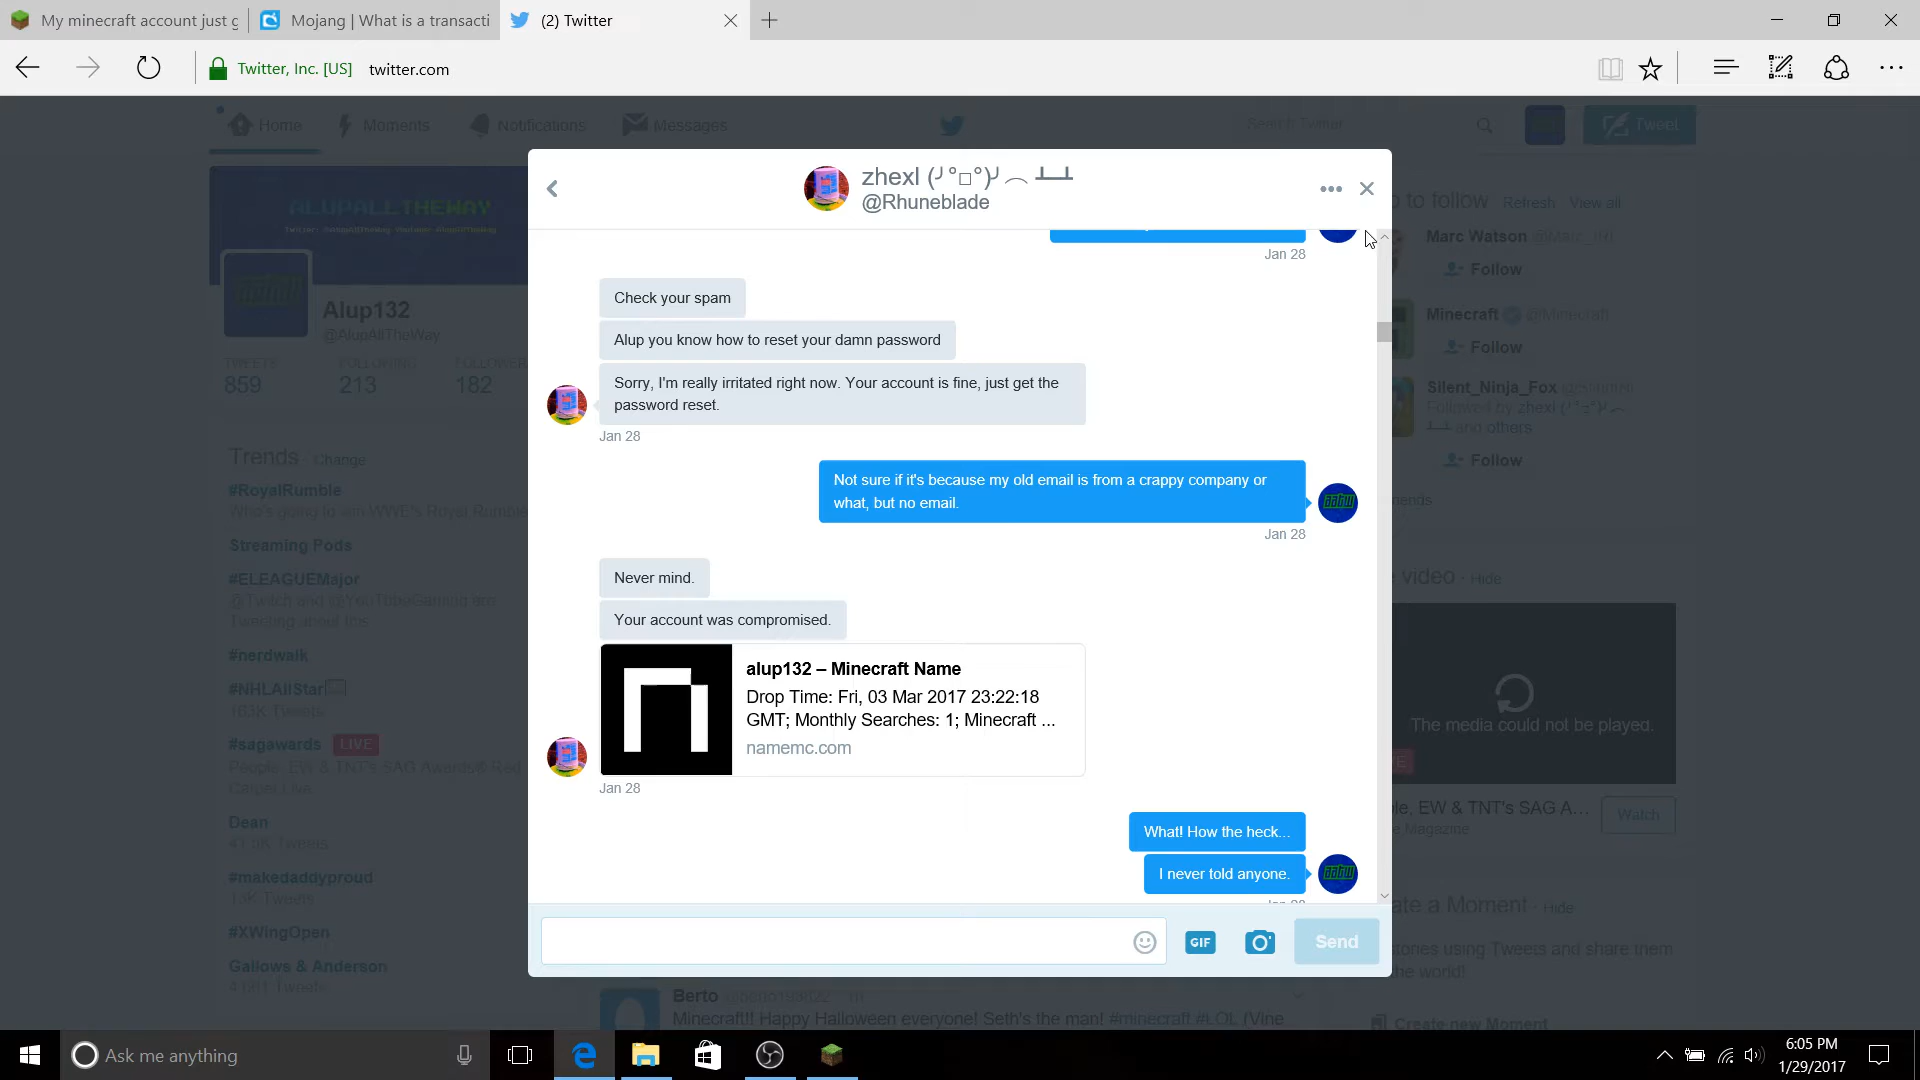 My minecraft account just g
Mojang | What is a transacti
(2) Twitter
Twitter, Inc. [US]
twitter.com
Home
Moments
Notifications
Messages
Search Twitter
Tweet
zhexl (╯°□°)╯︵ ┻━┻
@Rhuneblade
Jan 28
Check your spam
Alup you know how to reset your damn password
Sorry, I'm really irritated right now. Your account is fine, just get the
password reset.
Jan 28
Not sure if it's because my old email is from a crappy company or
what, but no email.
Jan 28
Never mind.
Your account was compromised.
alup132 – Minecraft Name
Drop Time: Fri, 03 Mar 2017 23:22:18
GMT; Monthly Searches: 1; Minecraft ...
namemc.com
Jan 28
What! How the heck...
I never told anyone.
GIF
Send
ALUPALLTHEWAY
Alup132
@AlupAllTheWay
TWEETS
FOLLOWING
FOLLOWER
859
213
182
Trends · Change
#RoyalRumble
Who's going to win WWE's Royal Rumble
Streaming Pods
#ELEAGUEMajor
@Twitch and @YouTubeGaming are
Tweeting about this
#nerdwalk
#NHLAllStar
163K Tweets
#sagawards LIVE
People, EW & TNT's SAG Awards® Red
Carpet Live
Dean
#makedaddyproud
13K Tweets
#XWingOpen
Gallows & Anderson
to follow Refresh View all
Marc Watson @Marc_IRL
Follow
Minecraft @Minecraft
Follow
Silent_Ninja_Fox
Followed by zhexl (╯°□°)╯︵
┻━┻ and others
Follow
video · Hide
The media could not be played.
le, EW & TNT's SAG A...
Magazine
Watch
ate a Moment · Hide
tories using Tweets and share them
the world!
Create new Moment
Berto
Minecraft!! Happy Halloween everyone! Seth's the man! #minecraft #LOL (Vine
Ask me anything
6:05 PM
1/29/2017